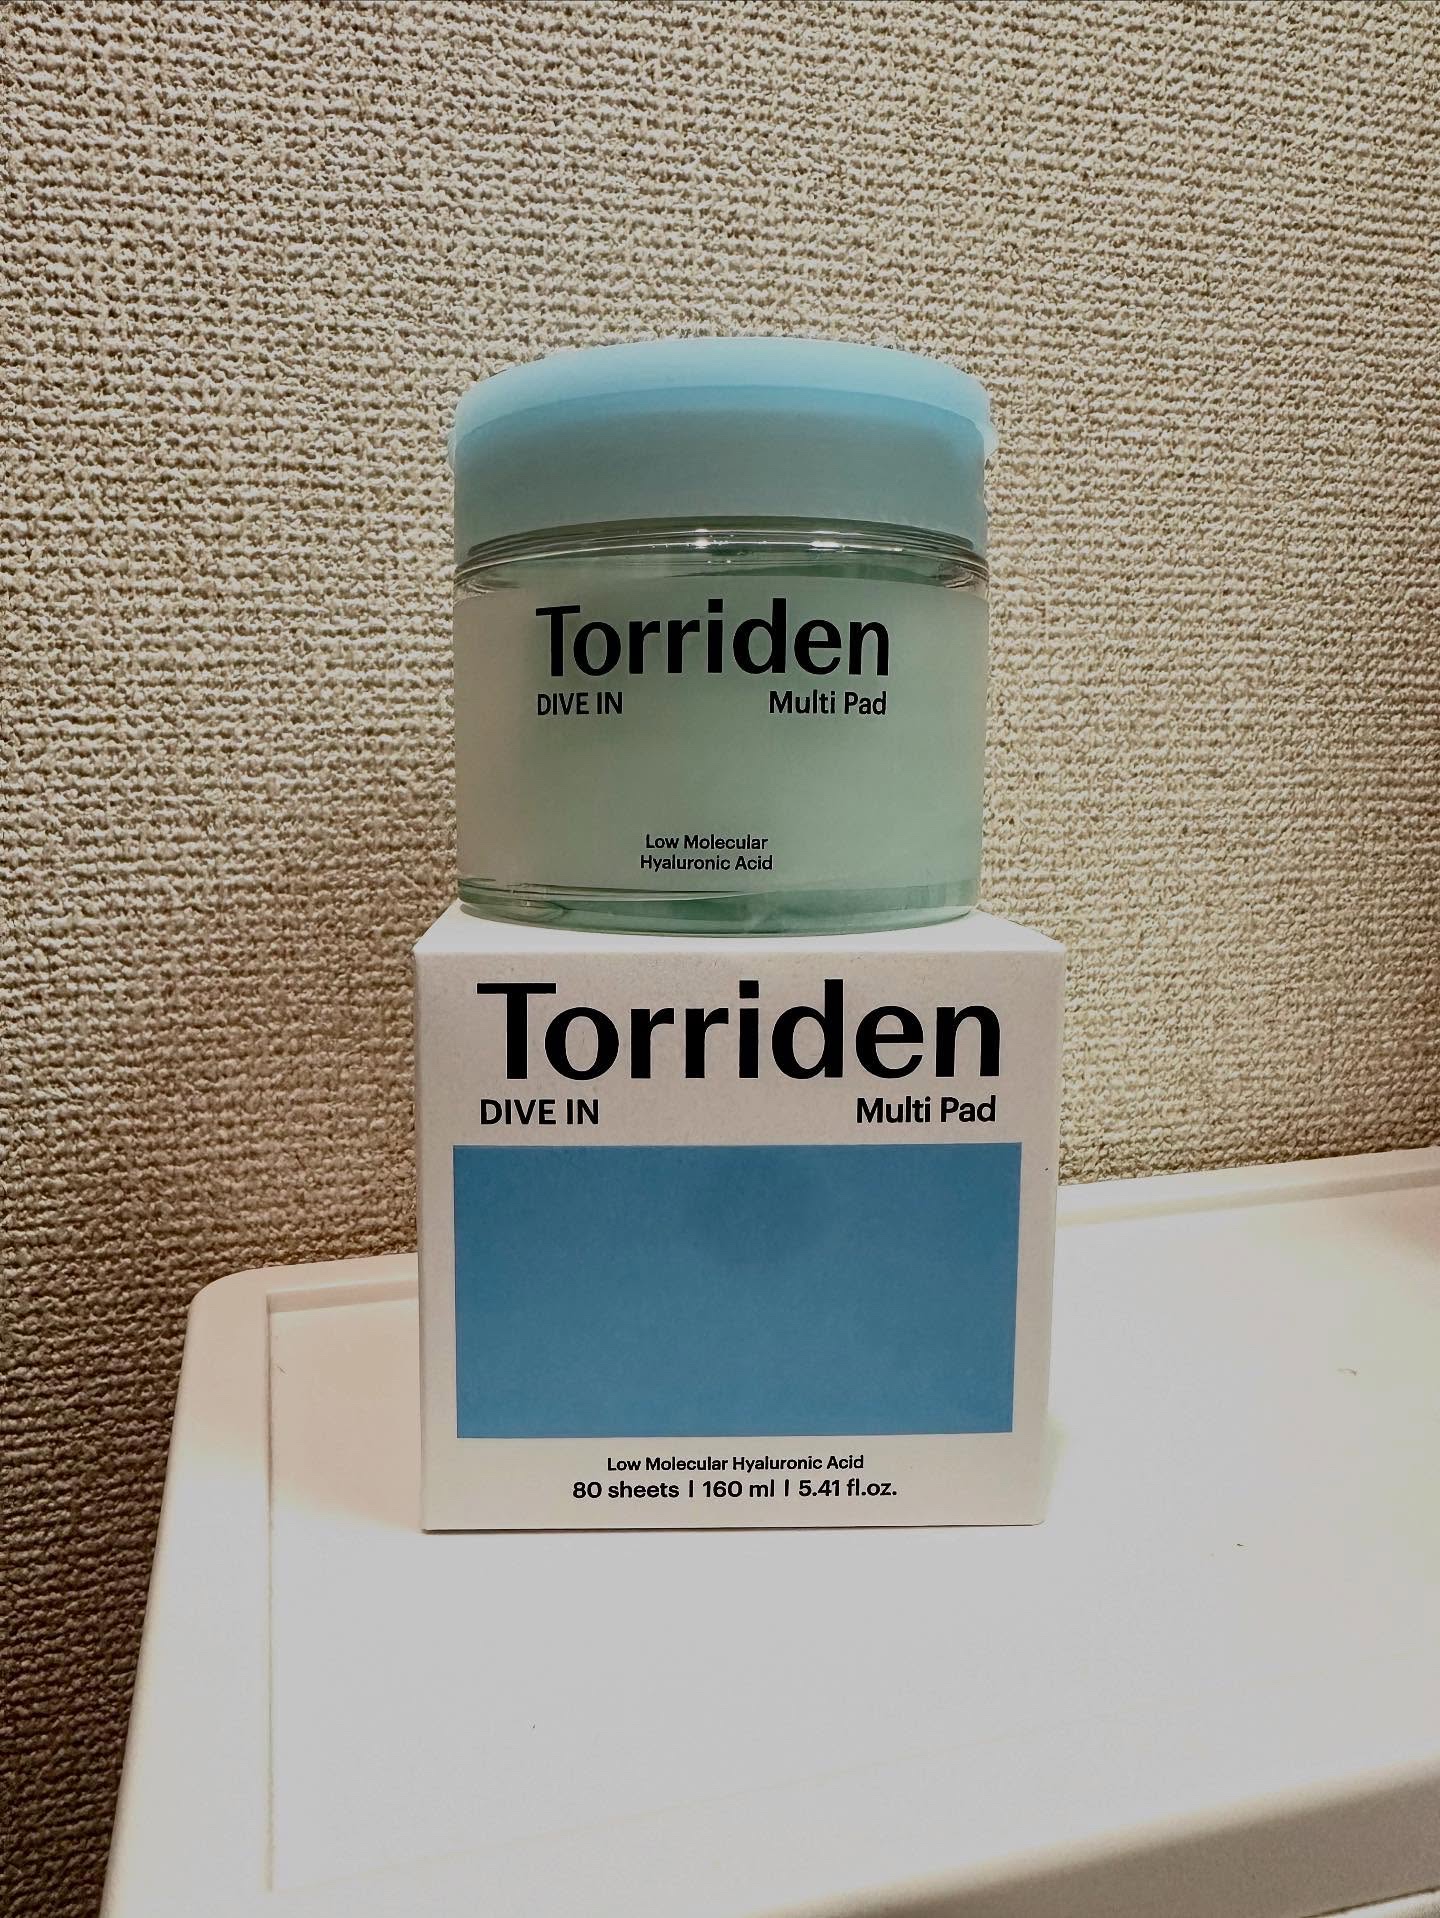 Torriden
DIVE IN Multi Pad
Low Molecular
Hyaluronic Acid
Torriden
DIVE IN Multi Pad
Low Molecular Hyaluronic Acid
80 sheets | 160 ml | 5.41 fl.oz.